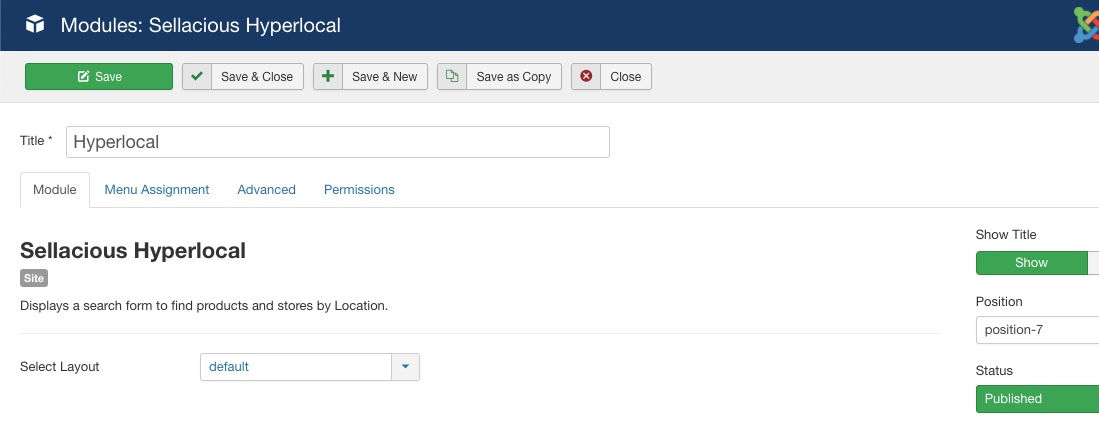 Modules: Sellacious Hyperlocal
Save
Save & Close
Save & New
Save as Copy
Close
Title *
Hyperlocal
Module
Menu Assignment
Advanced
Permissions
Sellacious Hyperlocal
Site
Displays a search form to find products and stores by Location.
Select Layout
default
Show Title
Show
Position
position-7
Status
Published